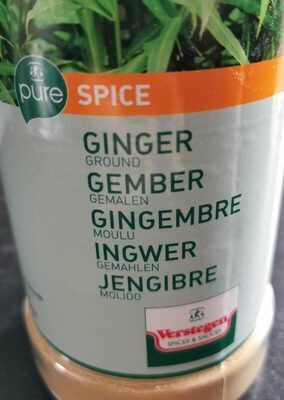 pure SPICE
GINGER
GROUND
GEMBER
GEMALEN
GINGEMBRE
MOULU
INGWER
GEMAHLEN
JENGIBRE
MOLIDO
Verstegen
SPICES & SAUCES